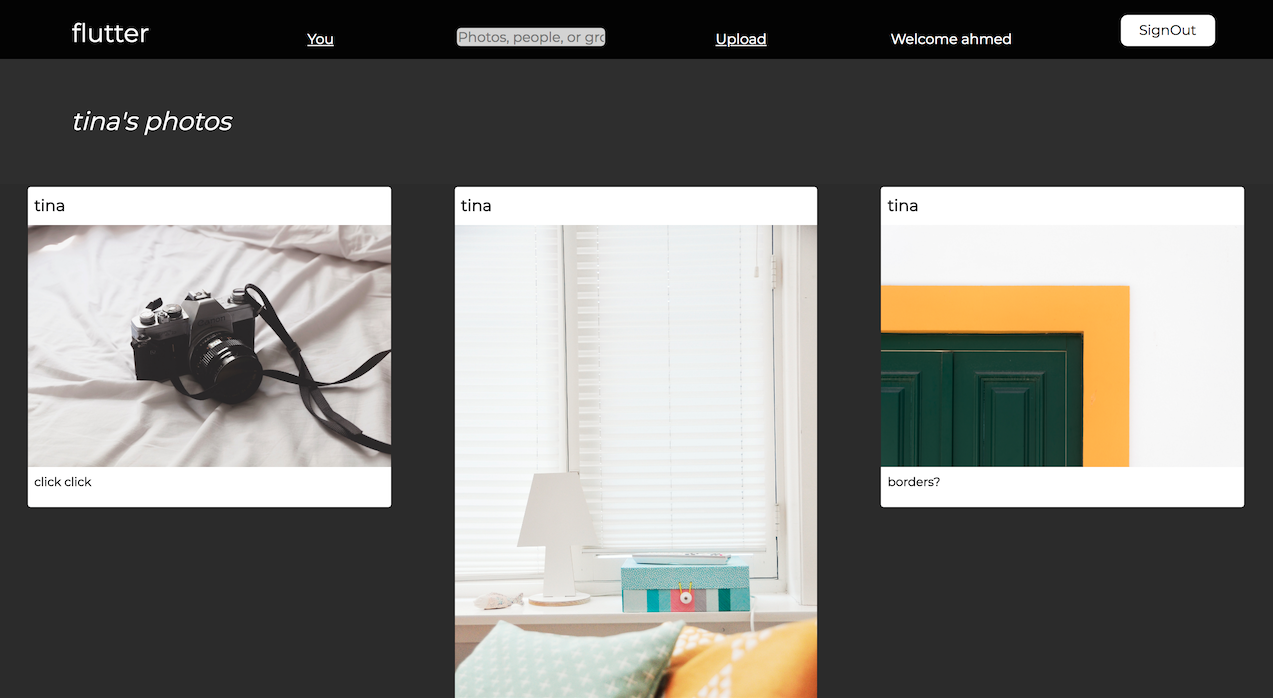 flutter
You
Photos, people, or gro
Upload
Welcome ahmed
SignOut
tina's photos
tina
tina
tina
click click
borders?